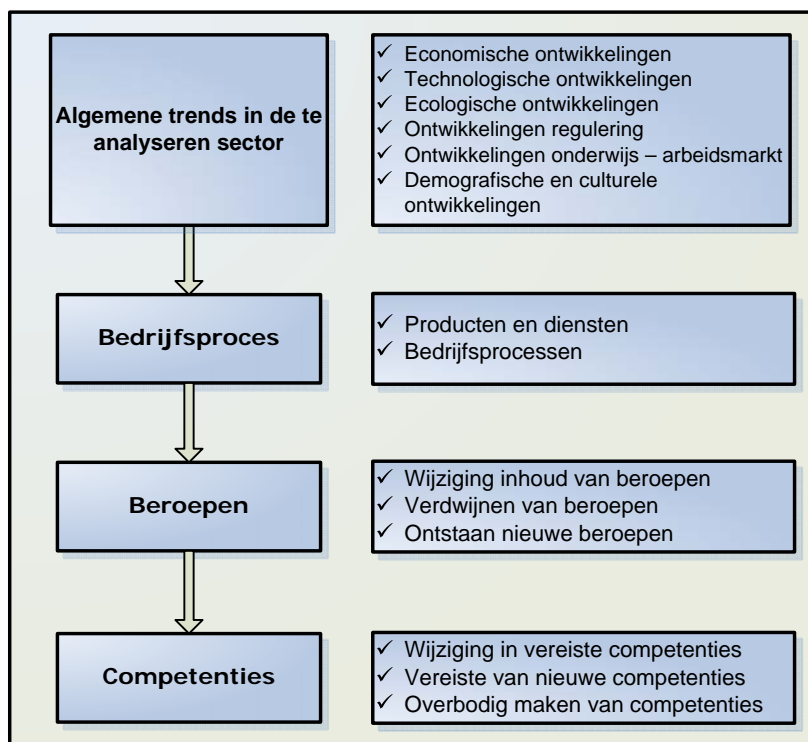 Algemene trends in de te
analyseren sector
✓ Economische ontwikkelingen
✓ Technologische ontwikkelingen
✓ Ecologische ontwikkelingen
✓ Ontwikkelingen regulering
✓ Ontwikkelingen onderwijs – arbeidsmarkt
✓ Demografische en culturele
ontwikkelingen
Bedrijfsproces
✓ Producten en diensten
✓ Bedrijfsprocessen
Beroepen
✓ Wijziging inhoud van beroepen
✓ Verdwijnen van beroepen
✓ Ontstaan nieuwe beroepen
Competenties
✓ Wijziging in vereiste competenties
✓ Vereiste van nieuwe competenties
✓ Overbodig maken van competenties